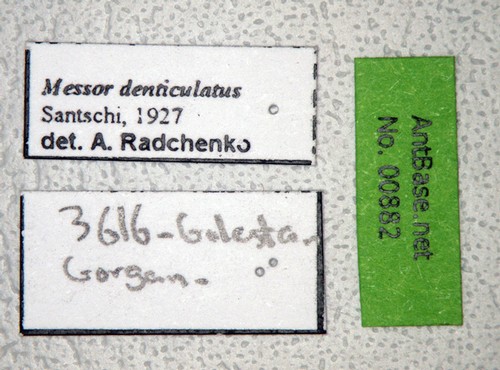 Messor denticulatus
Santschi, 1927
det. A. Radchenko
3616-Golestan
Gorgan-
AntBase.net
No. 00882